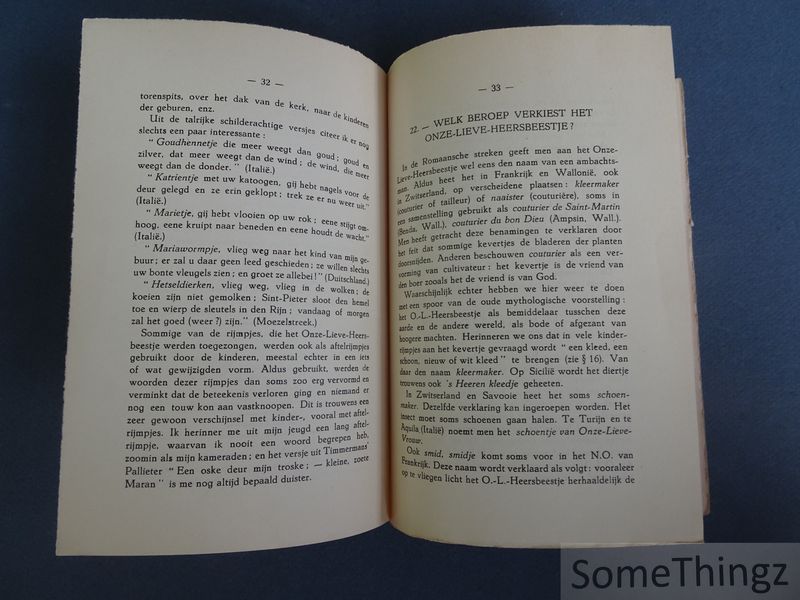 — 32 —
torenspits, over het dak van de kerk, naar de kinderen
der geburen, enz.
Uit de talrijke schilderachtige versjes citeer ik er nog
slechts een paar interessante :
“ Goudhennetje die meer weegt dan goud ; goud en
zilver, dat meer weegt dan de wind ; de wind, die meer
weegt dan de donder. ” (Italië.)
“ Katrientje met uw katoogen, gij hebt nagels voor de
deur gelegd en ze erin geklopt ; trek ze er nu weer uit.”
(Italië.)
“ Marietje, gij hebt vlooien op uw rok ; eene stijgt om-
hoog, eene kruipt naar beneden en eene houdt de wacht.”
(Italië.)
“ Mariawormpje, vlieg weg naar het kind van mijn ge-
buur ; er zal u daar geen leed geschieden ; ze willen slechts
uw bonte vleugels zien ; en groet ze allebei ! ” (Duitschland.)
“ Hetseldierken, vlieg weg, vlieg in de wolken ; de
koeien zijn niet gemolken ; Sint-Pieter sloot den hemel
toe en wierp de sleutels in den Rijn ; vandaag of morgen
zal het goed (weer ?) zijn.” (Moezelstreek.)
Sommige van de rijmpjes, die het Onze-Lieve-Heers-
beestje werden toegezongen, werden ook als aftelrijmpjes
gebruikt door de kinderen, meestal echter in een iets
of wat gewijzigden vorm. Aldus gebruikt, werden de
woorden dezer rijmpjes dan soms zoo erg vervormd en
verminkt dat de beteekenis verloren ging en niemand er
nog een touw kon aan vastknoopen. Dit is trouwens een
zeer gewoon verschijnsel met kinder-, vooral met aftel-
rijmpjes. Ik herinner me uit mijn jeugd een lang aftel-
rijmpje, waarvan ik nooit een woord begrepen heb,
zoomin als mijn kameraden ; en het versje uit Timmermans'
Pallieter “ Een oske deur mijn troske ; — kleine, zoete
Maran ” is me nog altijd bepaald duister.
— 33 —
22. — WELK BEROEP VERKIEST HET
ONZE-LIEVE-HEERSBEESTJE ?
In de Romaansche streken geeft men aan het Onze-
Lieve-Heersbeestje wel eens den naam van een ambachts-
man. Aldus heet het in Frankrijk en Wallonië, ook
in Zwitserland, op verscheidene plaatsen : kleermaker
(couturier of tailleur) of naaister (couturière), soms in
een samenstelling gebruikt als couturier de Saint-Martin
(Benda, Wall.), couturier du bon Dieu (Ampsin, Wall.).
Men heeft getracht deze benamingen te verklaren door
het feit dat sommige kevertjes de bladeren der planten
doorsnijden. Anderen beschouwen couturier als een ver-
vorming van cultivateur : het kevertje is de vriend van
den boer zooals het de vriend is van God.
Waarschijnlijk echter hebben we hier weer te doen
met een spoor van de oude mythologische voorstelling :
het O.-L.-Heersbeestje als bemiddelaar tusschen deze
aarde en de andere wereld, als bode of afgezant van
hoogere machten. Herinneren we ons dat in vele kinder-
rijmpjes aan het kevertje gevraagd wordt “ een kleed, een
schoon, nieuw of wit kleed ” te brengen (zie § 16). Van
daar den naam kleermaker. Op Sicilië wordt het diertje
trouwens ook 's Heeren kleedje geheeten.
In Zwitserland en Savooie heet het soms schoen-
maker. Dezelfde verklaring kan ingeroepen worden. Het
insect moet soms schoenen gaan halen. Te Turijn en te
Aquila (Italië) noemt men het schoentje van Onze-Lieve-
Vrouw.
Ook smid, smidje komt soms voor in het N.O. van
Frankrijk. Deze naam wordt verklaard als volgt : vooraleer
op te vliegen licht het O.-L.-Heersbeestje herhaaldelijk de
SomeThingz